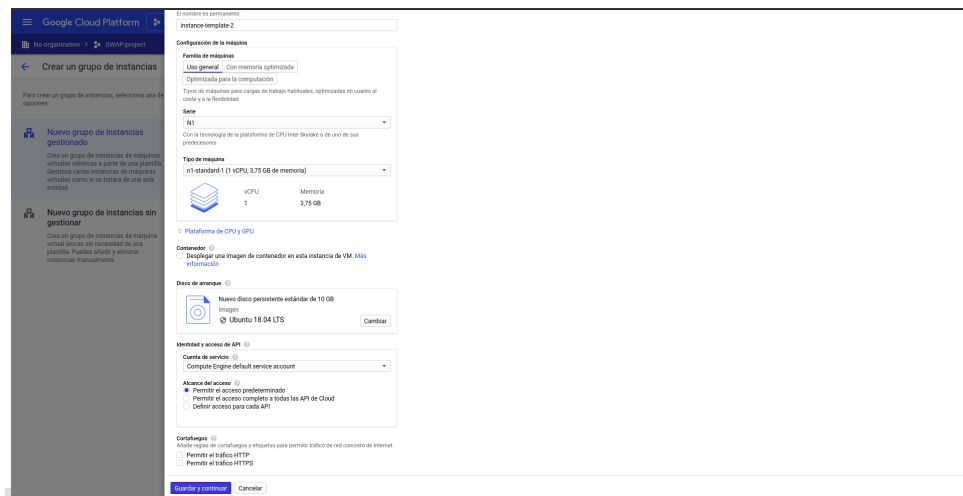 Google Cloud Platform
No organization > SWAP-project
Crear un grupo de instancias
Para crear un grupo de instancias, selecciona una de
opciones:
Nuevo grupo de instancias
gestionado
Crea un grupo de instancias de máquinas
virtuales idénticas a partir de una plantilla.
Gestiona varias instancias de máquinas
virtuales como si se tratara de una sola
entidad.
Nuevo grupo de instancias sin
gestionar
Crea un grupo de instancias de máquina
virtual únicas sin necesidad de una
plantilla. Puedes añadir y eliminar
instancias manualmente.
El nombre es permanente.
instance-template-2
Configuración de la máquina
Familia de máquinas
Uso general Con memoria optimizada
Optimizada para la computación
Tipos de máquinas para cargas de trabajo habituales, optimizadas en cuanto al
coste y a la flexibilidad
Serie
N1
Con la tecnología de la plataforma de CPU Intel Skylake o de uno de sus
predecesores
Tipo de máquina
n1-standard-1 (1 vCPU, 3,75 GB de memoria)
vCPU Memoria
1 3,75 GB
Plataforma de CPU y GPU
Contenedor
Desplegar una imagen de contenedor en esta instancia de VM. Más
información
Disco de arranque
Nuevo disco persistente estándar de 10 GB
Imagen
Ubuntu 18.04 LTS
Cambiar
Identidad y acceso de API
Cuenta de servicio
Compute Engine default service account
Alcance del acceso
Permitir el acceso predeterminado
Permitir el acceso completo a todas las API de Cloud
Definir acceso para cada API
Cortafuegos
Añade reglas de cortafuegos y etiquetas para permitir tráfico de red concreto de Internet
Permitir el tráfico HTTP
Permitir el tráfico HTTPS
Guardar y continuar Cancelar